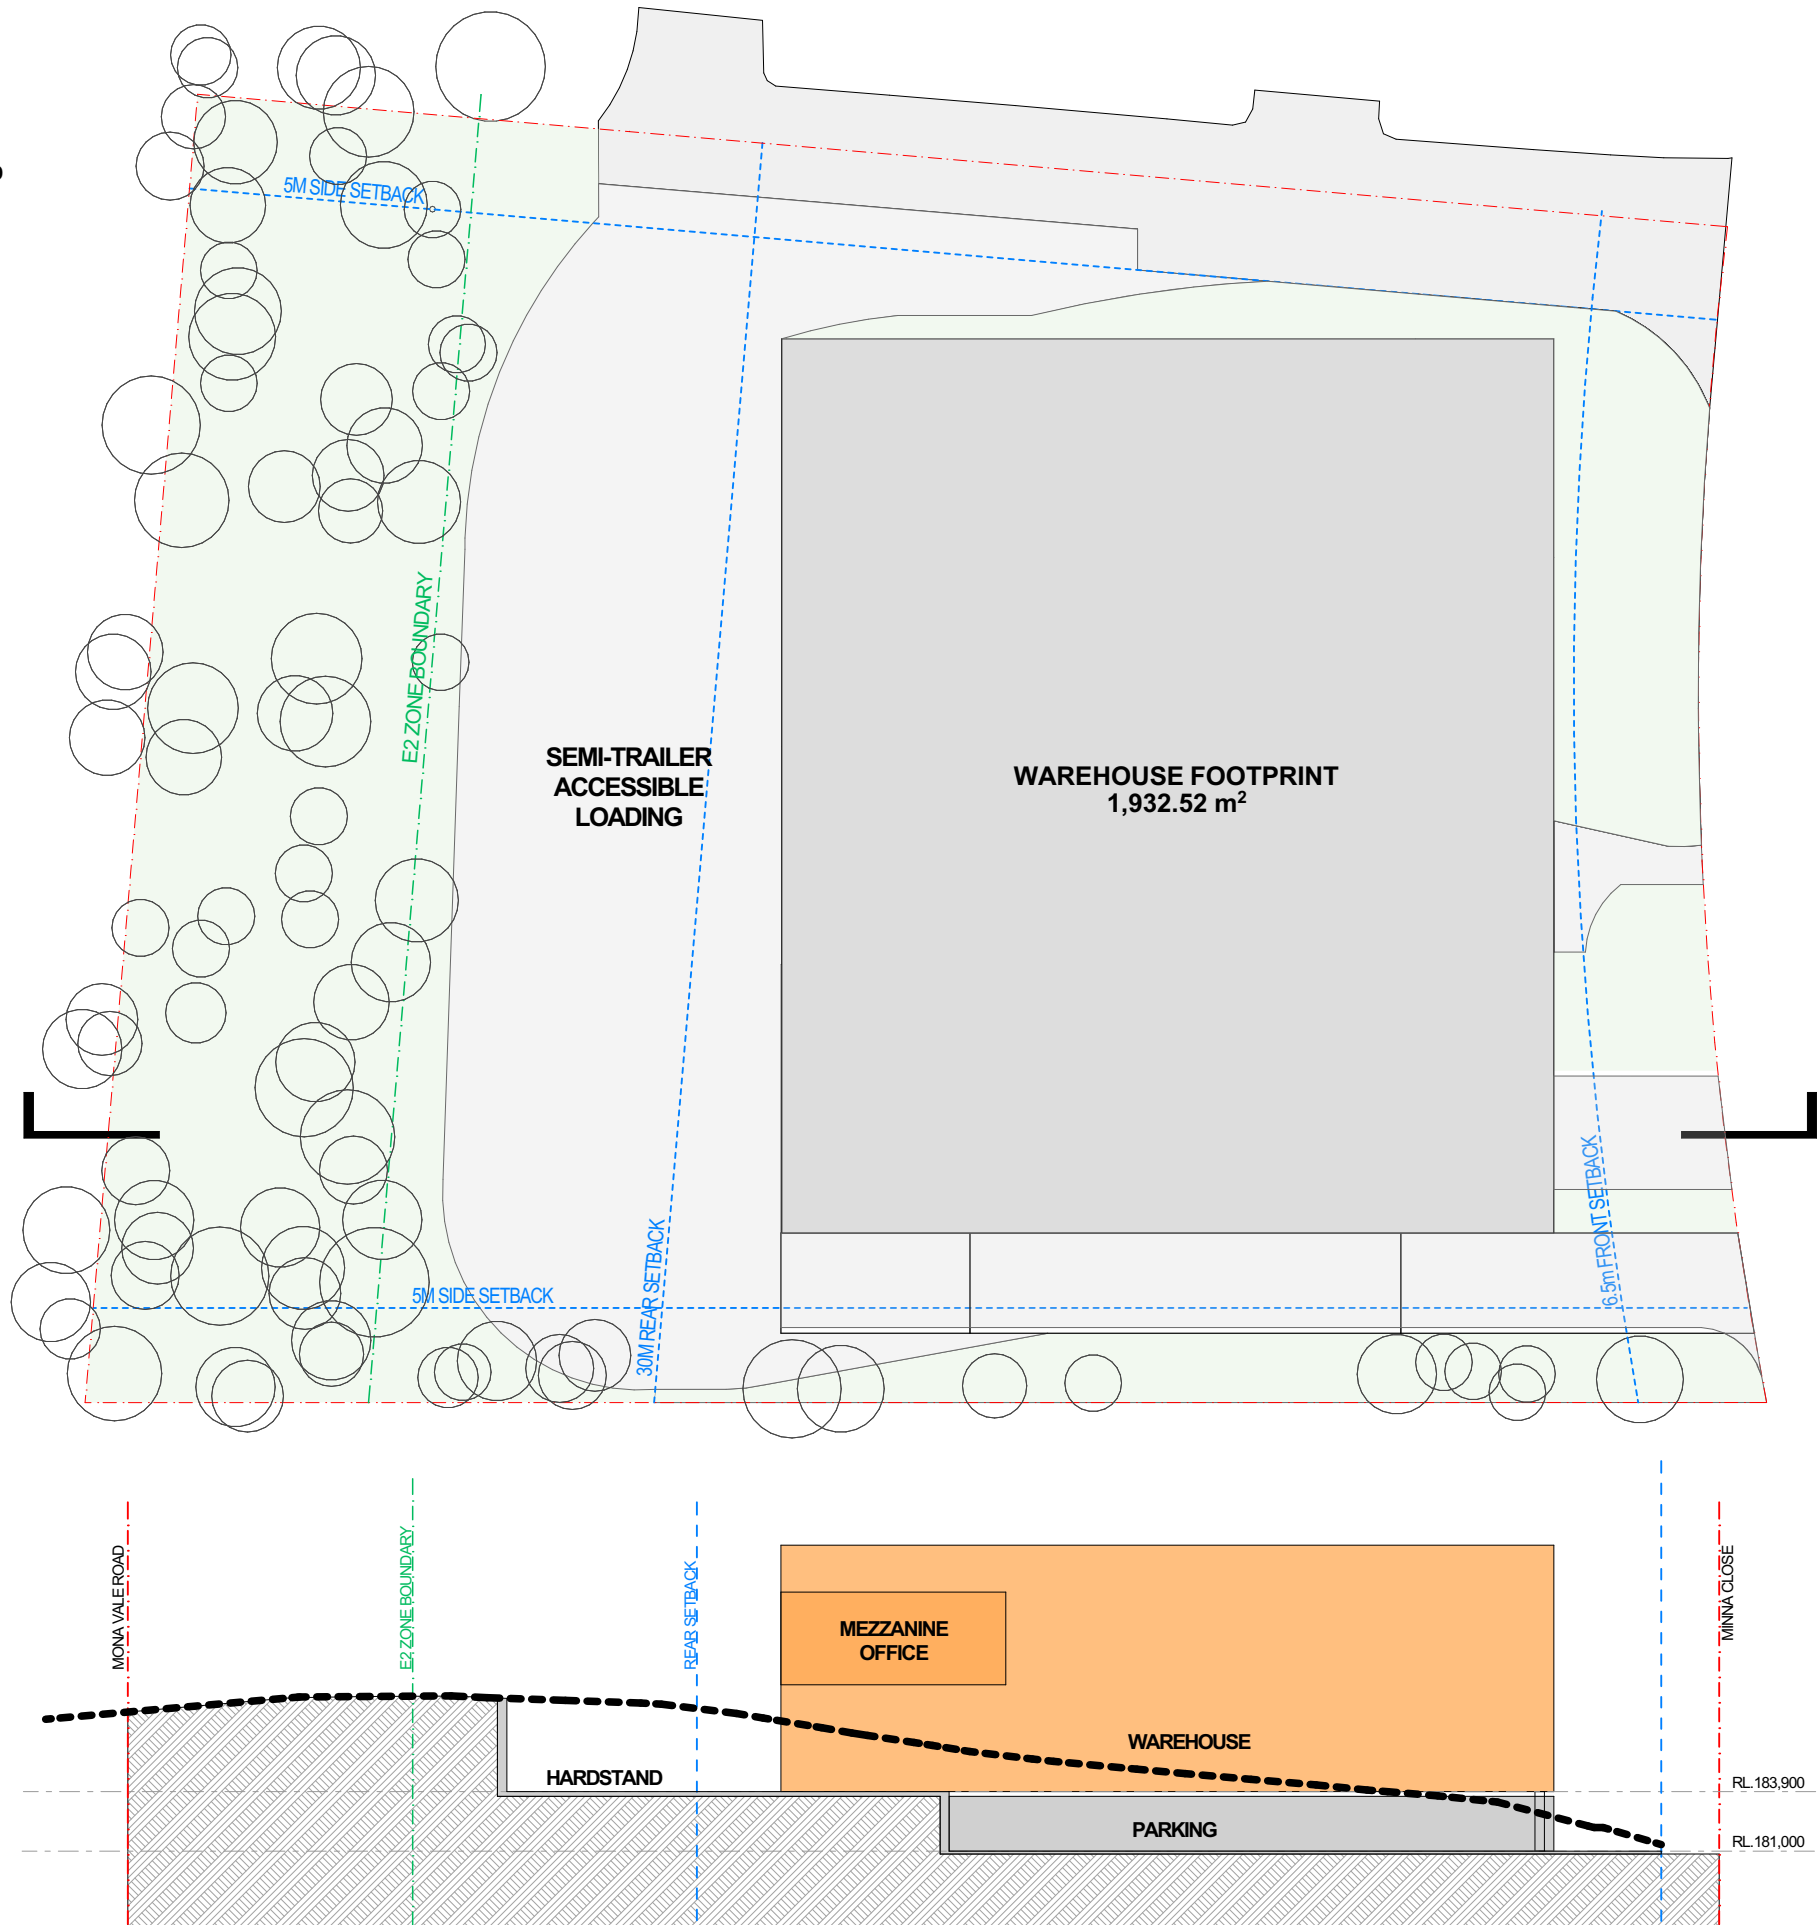 5M SIDE SETBACK
E2 ZONE BOUNDARY
SEMI-TRAILER
ACCESSIBLE
LOADING
WAREHOUSE FOOTPRINT
1,932.52 m²
30M REAR SETBACK
6.5m FRONT SETBACK
5M SIDE SETBACK
MONA VALE ROAD
E2 ZONE BOUNDARY
REAR SETBACK
MINNA CLOSE
MEZZANINE
OFFICE
WAREHOUSE
HARDSTAND
RL.183,900
PARKING
RL.181,000